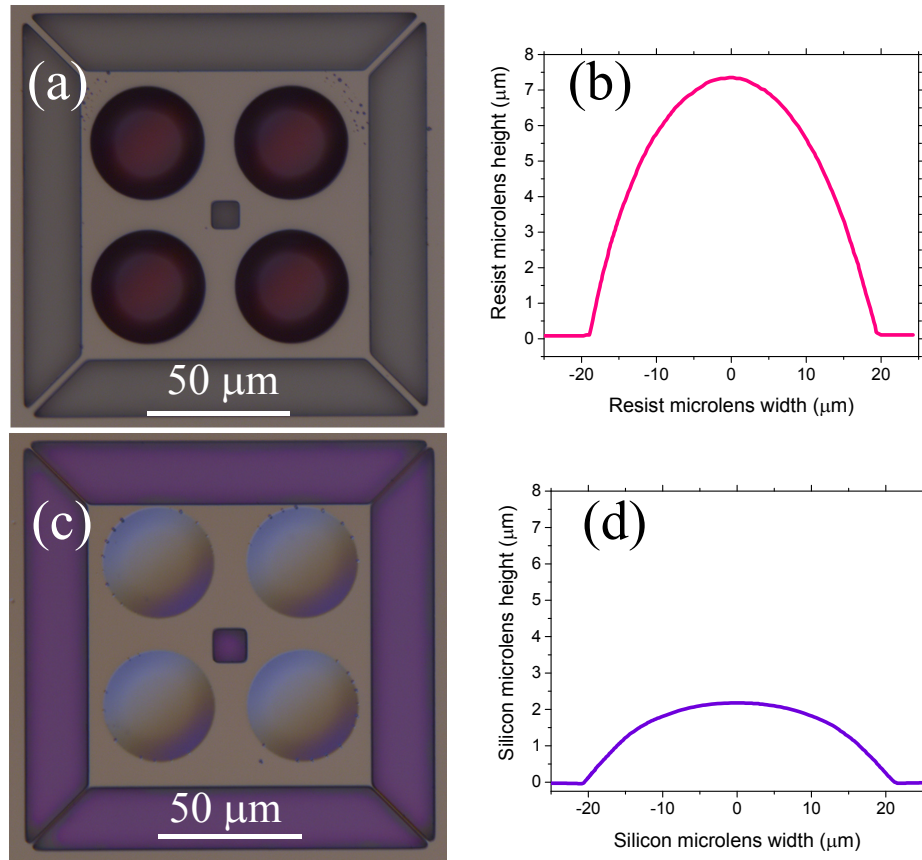 (a)
50 μm
(b)
8
7
6
5
4
3
2
1
0
Resist microlens height (μm)
-20
-10
0
10
20
Resist microlens width (μm)
(c)
50 μm
(d)
8
7
6
5
4
3
2
1
0
Silicon microlens height (μm)
-20
-10
0
10
20
Silicon microlens width (μm)